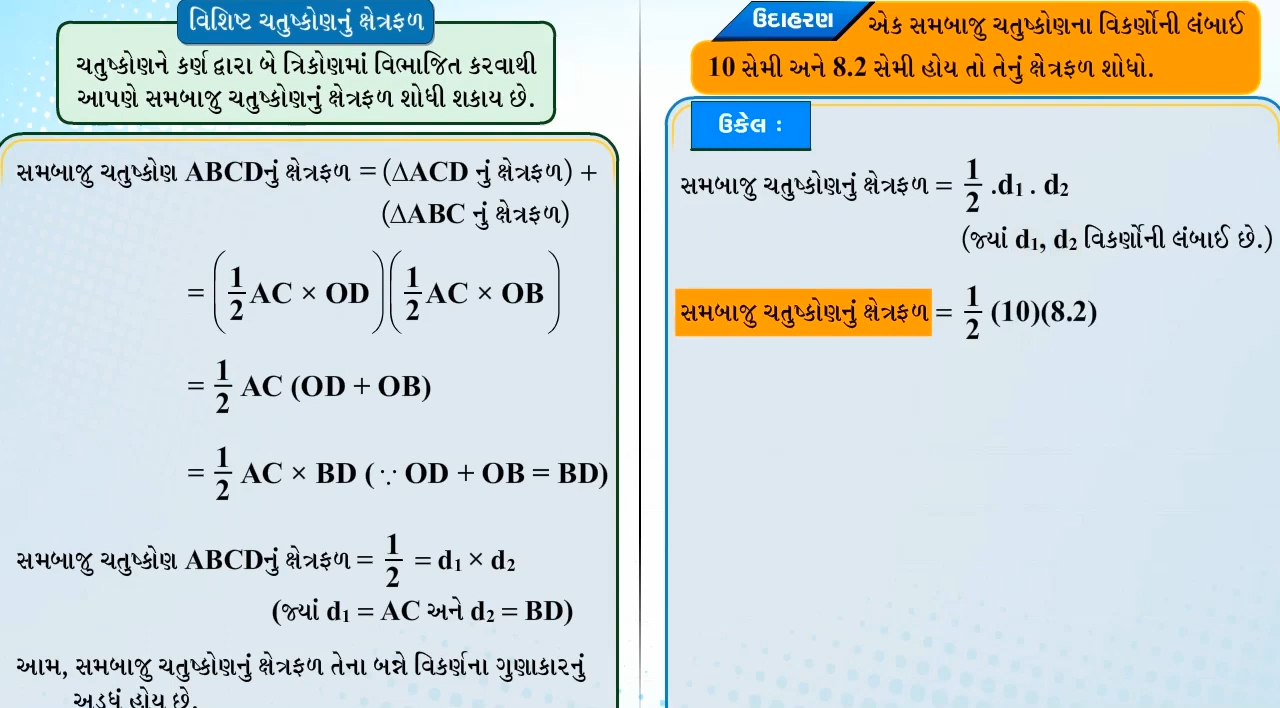 વિશિષ્ટ ચતુષ્કોણનું ક્ષેત્રફળ
ચતુષ્કોણને કર્ણ દ્વારા બે ત્રિકોણમાં વિભાજિત કરવાથી
આપણે સમબાજુ ચતુષ્કોણનું ક્ષેત્રફળ શોધી શકાય છે.
સમબાજુ ચતુષ્કોણ ABCDનું ક્ષેત્રફળ = (ΔACD નું ક્ષેત્રફળ) +
(ΔABC નું ક્ષેત્રફળ)
= (1/2 AC × OD) (1/2 AC × OB)
= 1/2 AC (OD + OB)
= 1/2 AC × BD (∵ OD + OB = BD)
સમબાજુ ચતુષ્કોણ ABCDનું ક્ષેત્રફળ = 1/2 = d₁ × d₂
(જ્યાં d₁ = AC અને d₂ = BD)
આમ, સમબાજુ ચતુષ્કોણનું ક્ષેત્રફળ તેના બન્ને વિકર્ણના ગુણાકારનું
અડધું હોય છે.
ઉદાહરણ એક સમબાજુ ચતુષ્કોણના વિકર્ણોની લંબાઈ
10 સેમી અને 8.2 સેમી હોય તો તેનું ક્ષેત્રફળ શોધો.
ઉકેલ :
સમબાજુ ચતુષ્કોણનું ક્ષેત્રફળ = 1/2 .d₁ . d₂
(જ્યાં d₁, d₂ વિકર્ણોની લંબાઈ છે.)
સમબાજુ ચતુષ્કોણનું ક્ષેત્રફળ = 1/2 (10)(8.2)